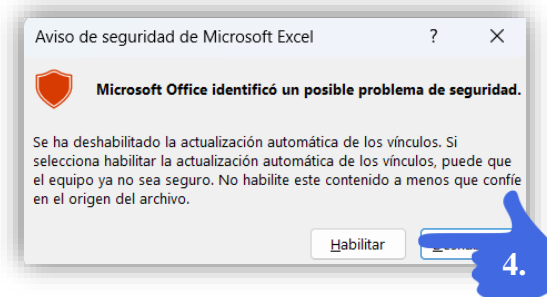 Aviso de seguridad de Microsoft Excel ? X
Microsoft Office identificó un posible problema de seguridad.
Se ha deshabilitado la actualización automática de los vínculos. Si
selecciona habilitar la actualización automática de los vínculos, puede que
el equipo ya no sea seguro. No habilite este contenido a menos que confíe
en el origen del archivo.
Habilitar
4.